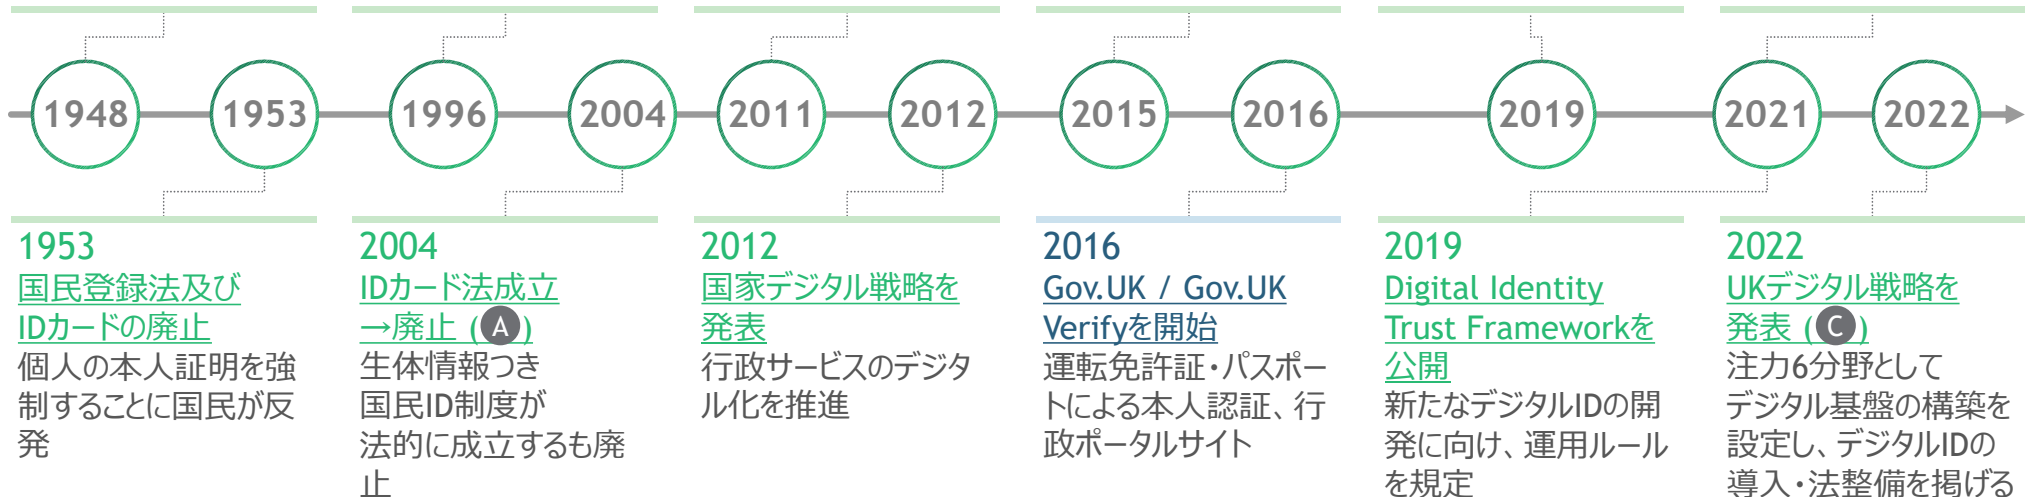 1948 1953 1996 2004 2011 2012 2015 2016 2019 2021 2022
1953
国民登録法及び
IDカードの廃止
個人の本人証明を強
制することに国民が反
発
2004
IDカード法成立
→廃止 (A)
生体情報つき
国民ID制度が
法的に成立するも廃
止
2012
国家デジタル戦略を
発表
行政サービスのデジタ
ル化を推進
2016
Gov.UK / Gov.UK
Verifyを開始
運転免許証・パスポー
トによる本人認証、行
政ポータルサイト
2019
Digital Identity
Trust Frameworkを
公開
新たなデジタルIDの開
発に向け、運用ルール
を規定
2022
UKデジタル戦略を
発表 (C)
注力6分野として
デジタル基盤の構築を
設定し、デジタルIDの
導入・法整備を掲げる